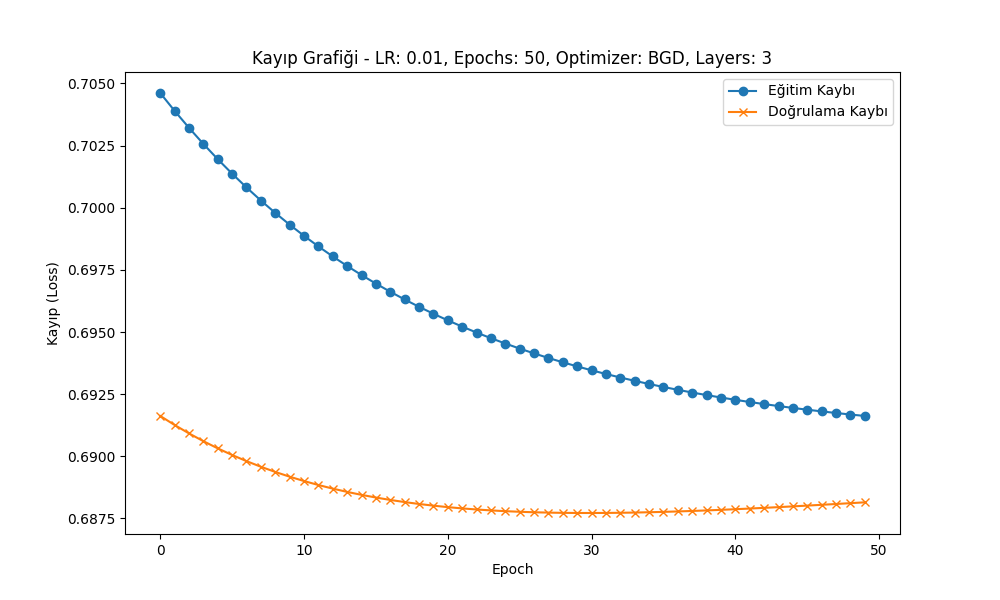 Kayıp Grafiği - LR: 0.01, Epochs: 50, Optimizer: BGD, Layers: 3
Eğitim Kaybı
Doğrulama Kaybı
Kayıp (Loss)
0.7050
0.7025
0.7000
0.6975
0.6950
0.6925
0.6900
0.6875
0 10 20 30 40 50
Epoch